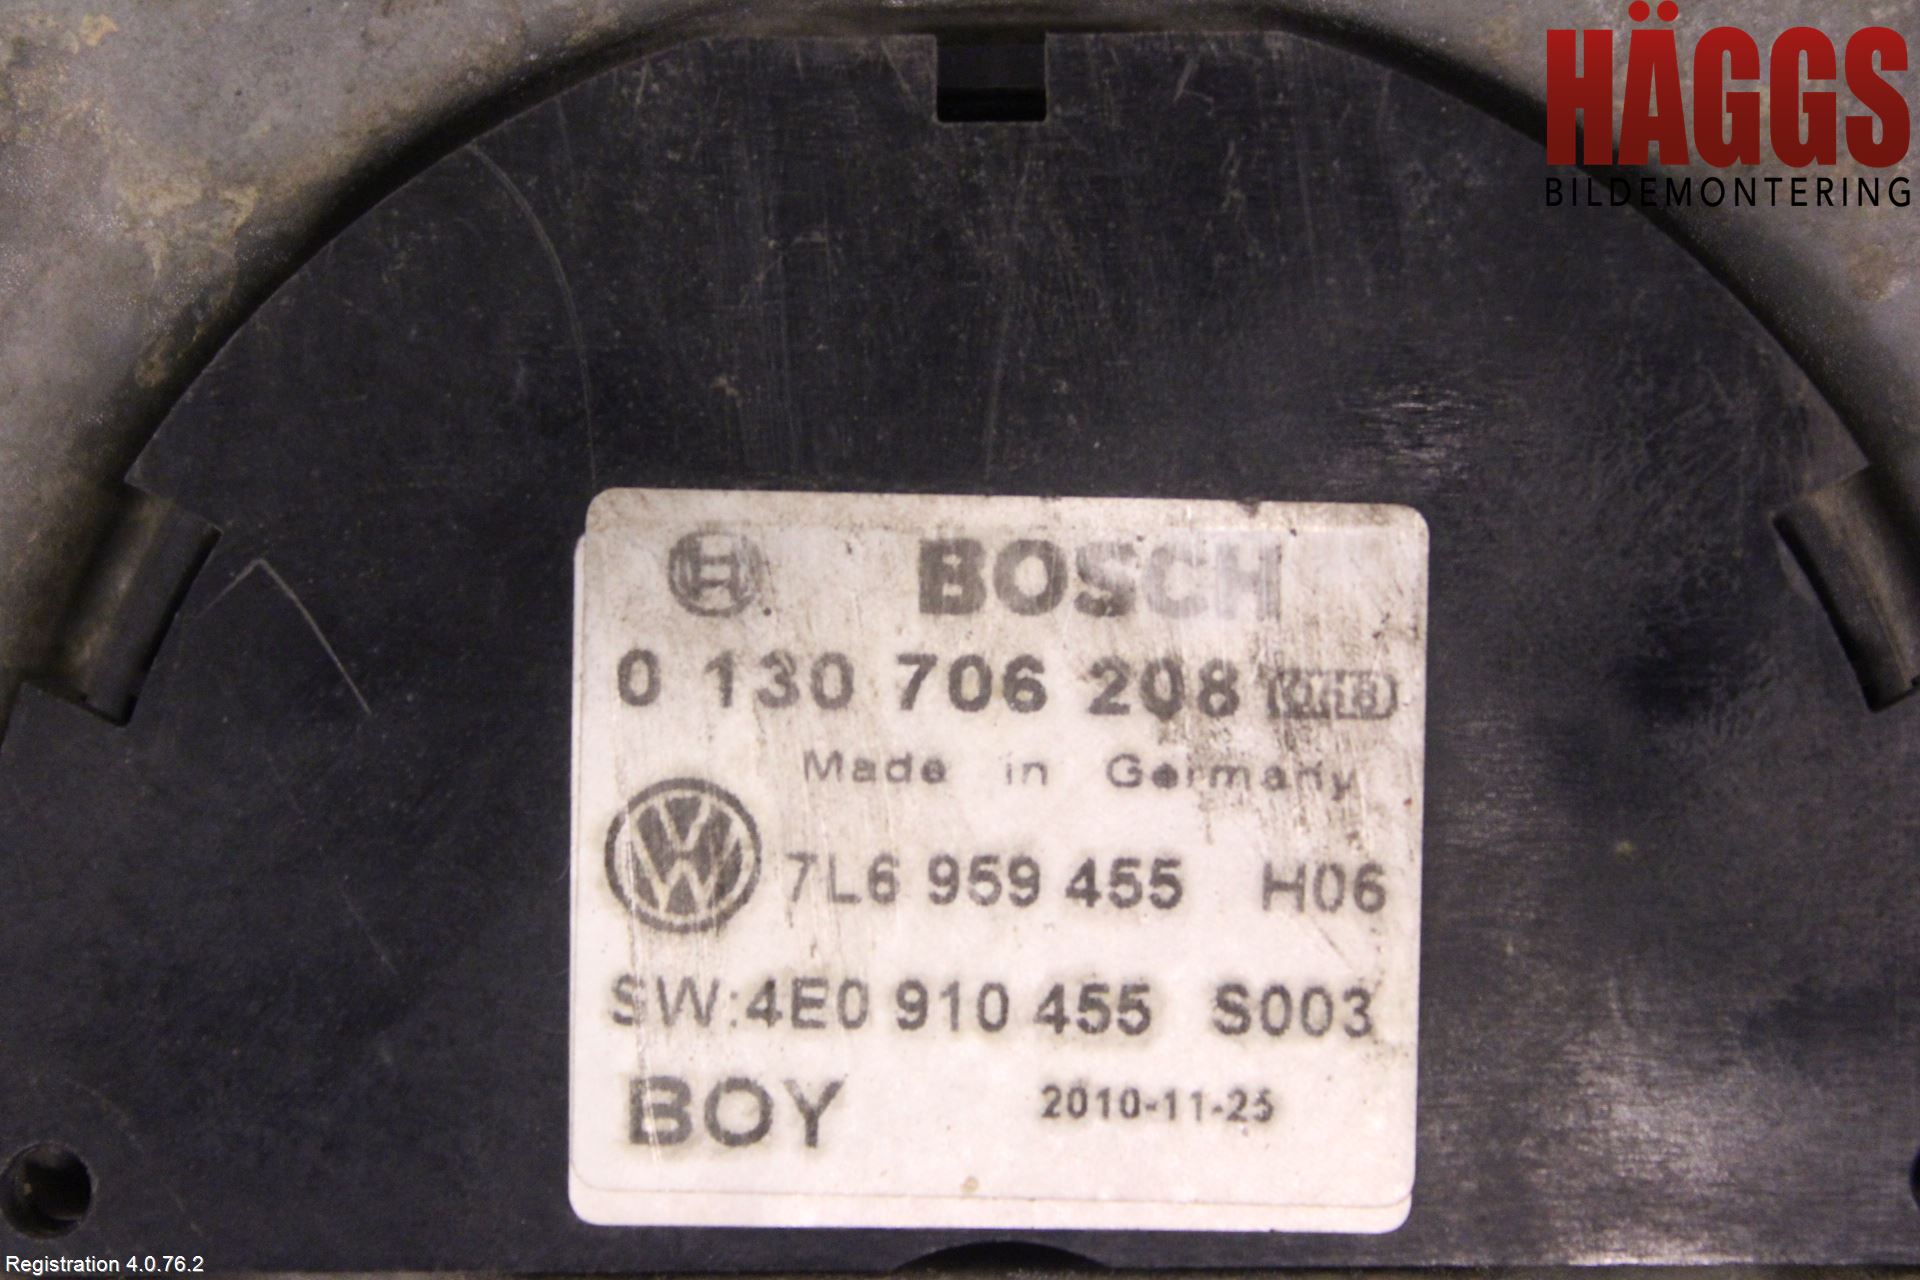 HÄGGS
BILDEMONTERING
BOSCH
0 130 706 208
Made in Germany
7L6 959 455 H06
SW:4E0 910 455 S003
BOY 2010-11-25
Registration 4.0.76.2